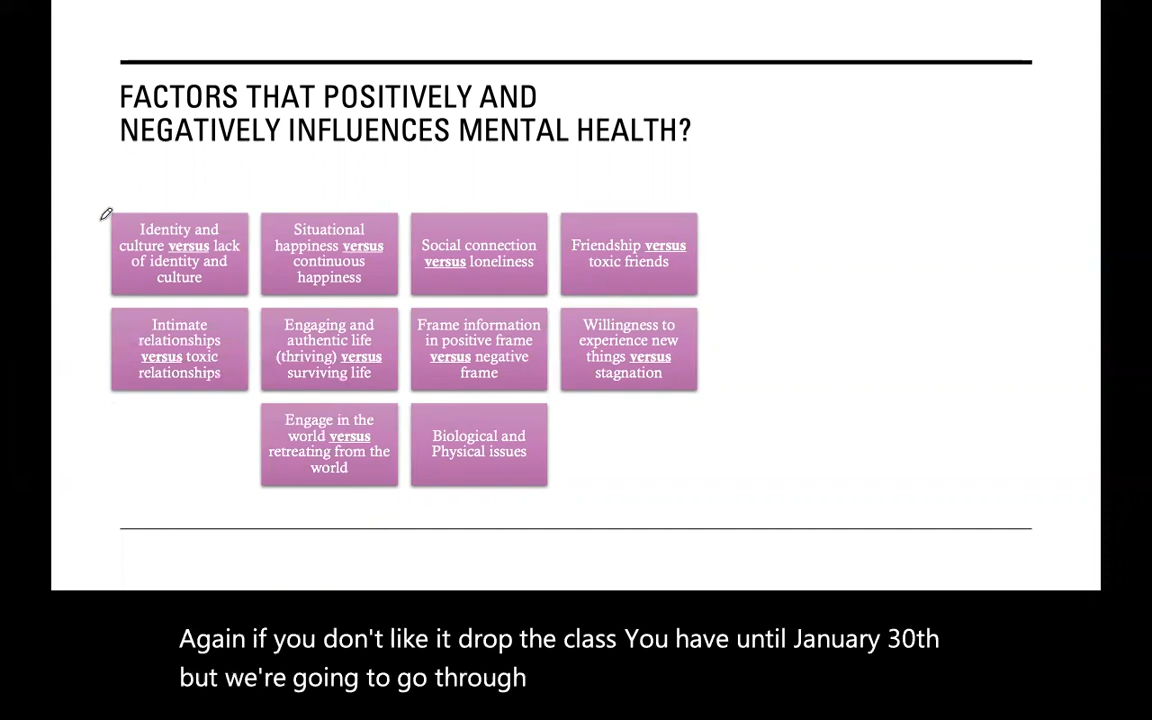 FACTORS THAT POSITIVELY AND
NEGATIVELY INFLUENCES MENTAL HEALTH?
Identity and
culture versus lack
of identity and
culture
Situational
happiness versus
continuous
happiness
Social connection
versus loneliness
Friendship versus
toxic friends
Intimate
relationships
versus toxic
relationships
Engaging and
authentic life
(thriving) versus
surviving life
Frame information
in positive frame
versus negative
frame
Willingness to
experience new
things versus
stagnation
Engage in the
world versus
retreating from the
world
Biological and
Physical issues
Again if you don't like it drop the class You have until January 30th
but we're going to go through